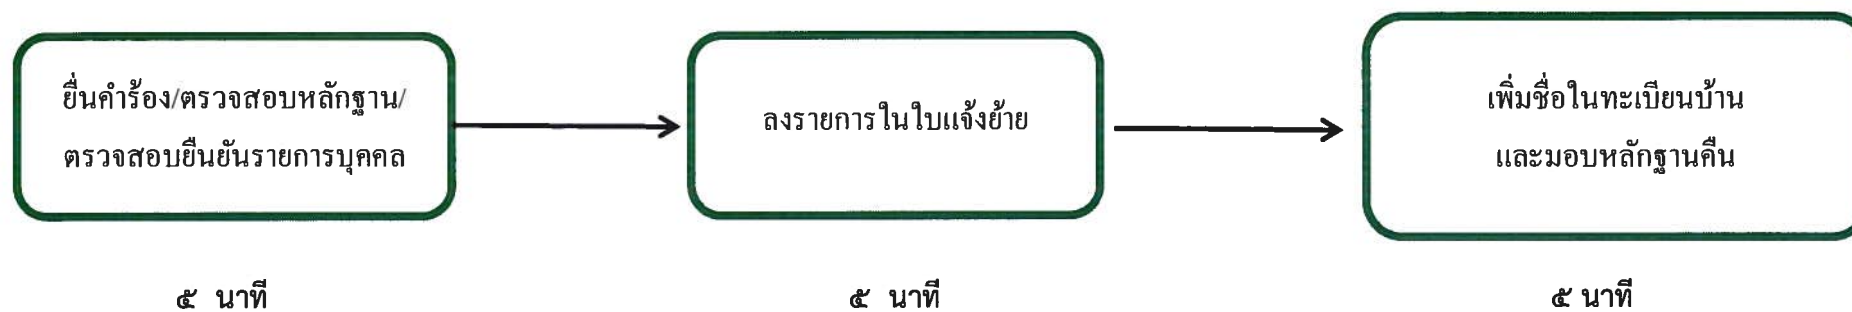 ยื่นคำร้อง/ตรวจสอบหลักฐาน/
ตรวจสอบยืนยันรายการบุคคล
ลงรายการในใบแจ้งย้าย
เพิ่มชื่อในทะเบียนบ้าน
และมอบหลักฐานคืน
๕ นาที
๕ นาที
๕ นาที